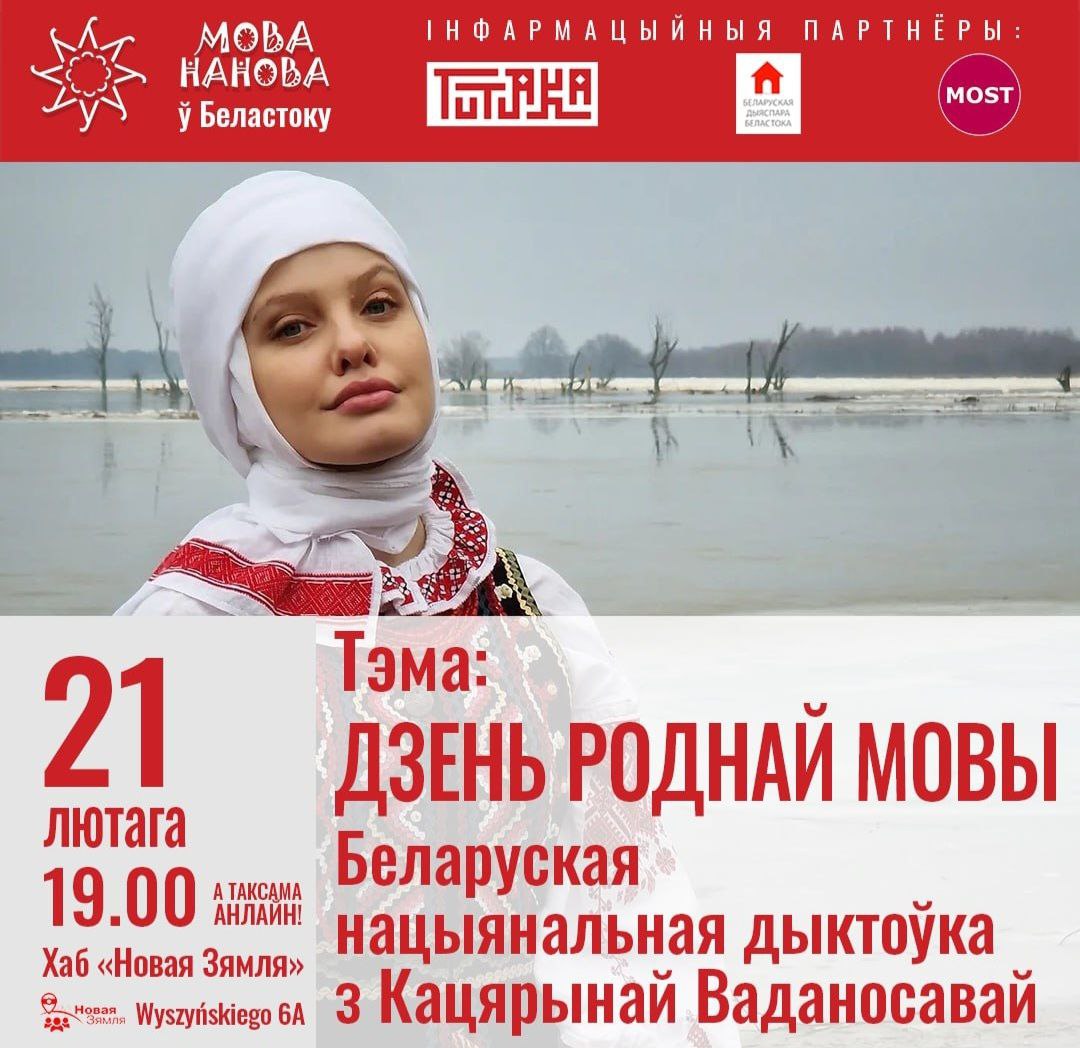 МОВА
НАНОВА
ў Беластоку
ІНФАРМАЦЫЙНЫЯ ПАРТНЁРЫ:
Тутака
БЕЛАРУСКАЯ
ДЫЯСПАРА
БЕЛАСТОКА
MOST
21
лютага
19.00
А ТАКСАМА
АНЛАЙН!
Хаб «Новая Зямля»
Новая
Зямля
Wyszyńskiego 6A
Тэма:
ДЗЕНЬ РОДНАЙ МОВЫ
Беларуская
нацыянальная дыктоўка
з Кацярынай Ваданосавай